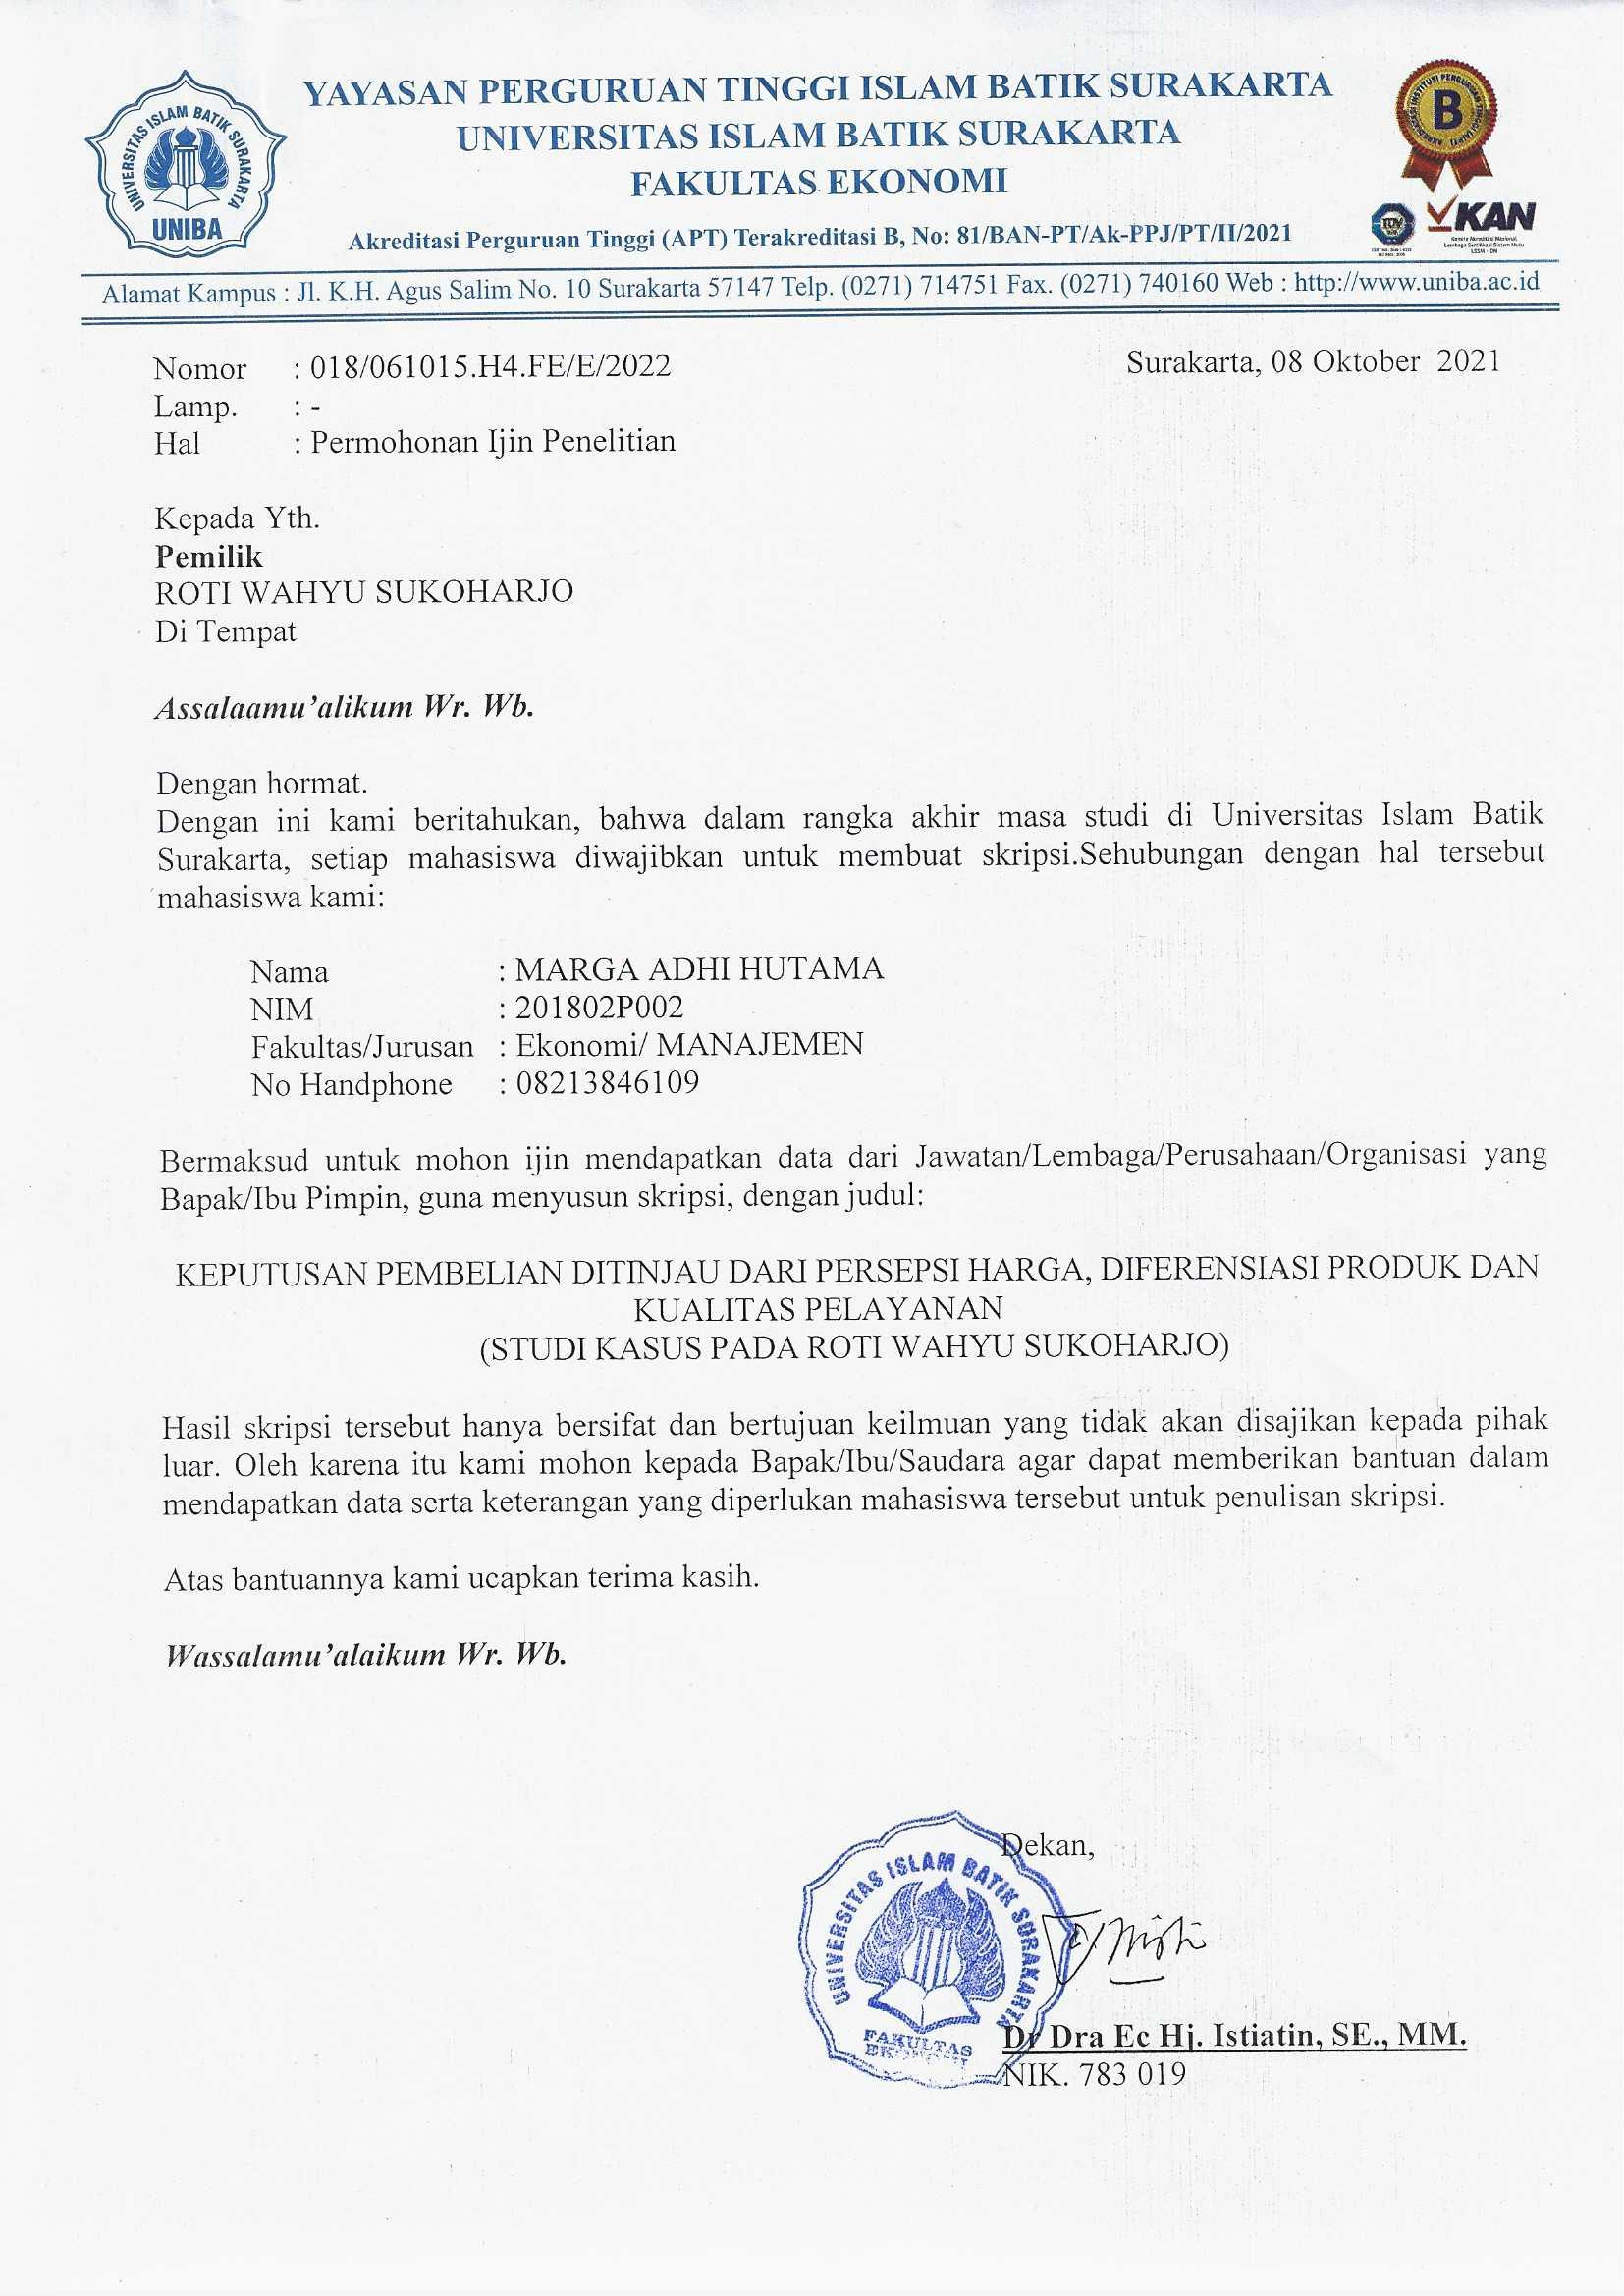 YAYASAN PERGURUAN TINGGI ISLAM BATIK SURAKARTA
UNIVERSITAS ISLAM BATIK SURAKARTA
FAKULTAS EKONOMI
Akreditasi Perguruan Tinggi (APT) Terakreditasi B, No: 81/BAN-PT/Ak-PPJ/PT/II/2021
UNIVERSITAS ISLAM BATIK SURAKARTA
UNIBA
B
KAN
Komite Akreditasi Nasional
Alamat Kampus : Jl. K.H. Agus Salim No. 10 Surakarta 57147 Telp. (0271) 714751 Fax. (0271) 740160 Web : http://www.uniba.ac.id
Nomor : 018/061015.H4.FE/E/2022 Surakarta, 08 Oktober 2021
Lamp. : -
Hal : Permohonan Ijin Penelitian
Kepada Yth.
Pemilik
ROTI WAHYU SUKOHARJO
Di Tempat
Assalaamu'alikum Wr. Wb.
Dengan hormat.
Dengan ini kami beritahukan, bahwa dalam rangka akhir masa studi di Universitas Islam Batik
Surakarta, setiap mahasiswa diwajibkan untuk membuat skripsi.Sehubungan dengan hal tersebut
mahasiswa kami:
Nama : MARGA ADHI HUTAMA
NIM : 201802P002
Fakultas/Jurusan : Ekonomi/ MANAJEMEN
No Handphone : 08213846109
Bermaksud untuk mohon ijin mendapatkan data dari Jawatan/Lembaga/Perusahaan/Organisasi yang
Bapak/Ibu Pimpin, guna menyusun skripsi, dengan judul:
KEPUTUSAN PEMBELIAN DITINJAU DARI PERSEPSI HARGA, DIFERENSIASI PRODUK DAN
KUALITAS PELAYANAN
(STUDI KASUS PADA ROTI WAHYU SUKOHARJO)
Hasil skripsi tersebut hanya bersifat dan bertujuan keilmuan yang tidak akan disajikan kepada pihak
luar. Oleh karena itu kami mohon kepada Bapak/Ibu/Saudara agar dapat memberikan bantuan dalam
mendapatkan data serta keterangan yang diperlukan mahasiswa tersebut untuk penulisan skripsi.
Atas bantuannya kami ucapkan terima kasih.
Wassalamu'alaikum Wr. Wb.
Dekan,
UNIVERSITAS ISLAM BATIK SURAKARTA
FAKULTAS
Dr Dra Ec Hj. Istiatin, SE., MM.
NIK. 783 019